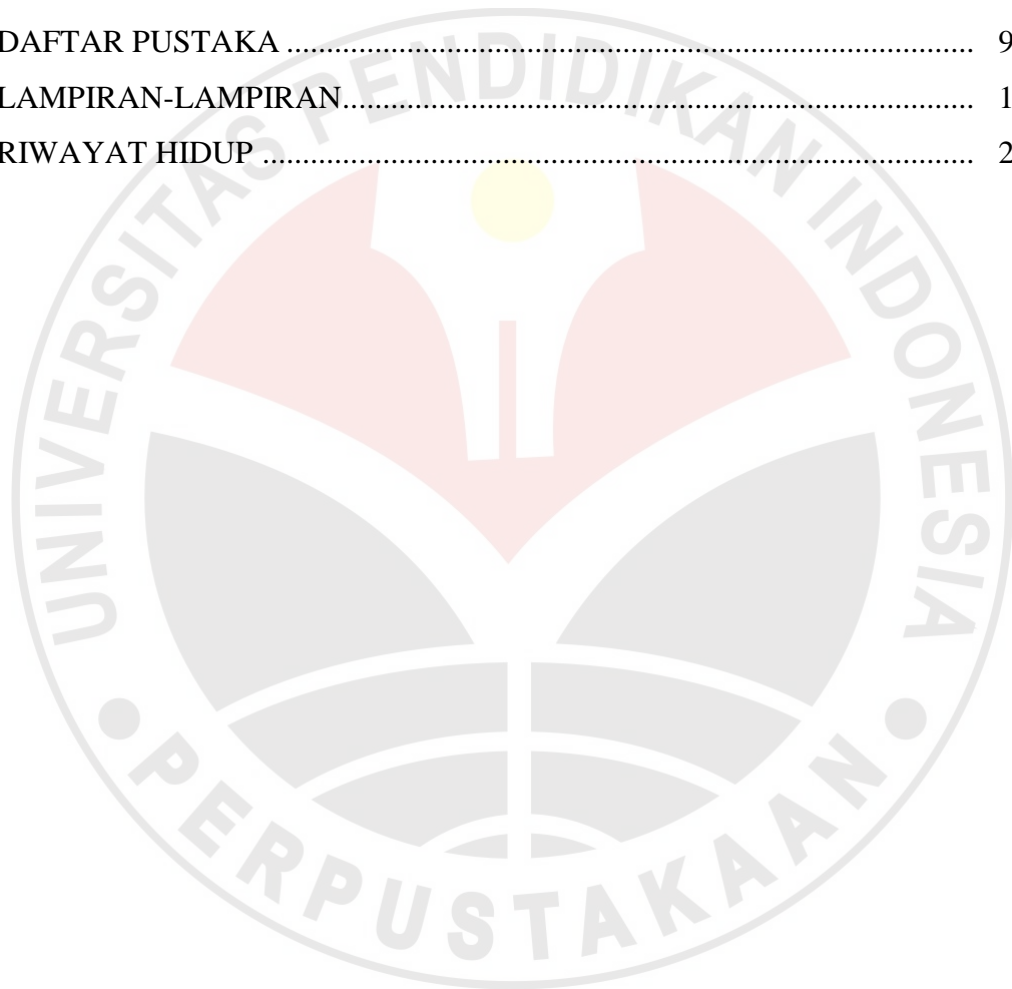 DAFTAR PUSTAKA ........................................................................ 9
LAMPIRAN-LAMPIRAN.................................................................. 1
RIWAYAT HIDUP ........................................................................... 2
UNIVERSITAS PENDIDIKAN INDONESIA
PERPUSTAKAAN